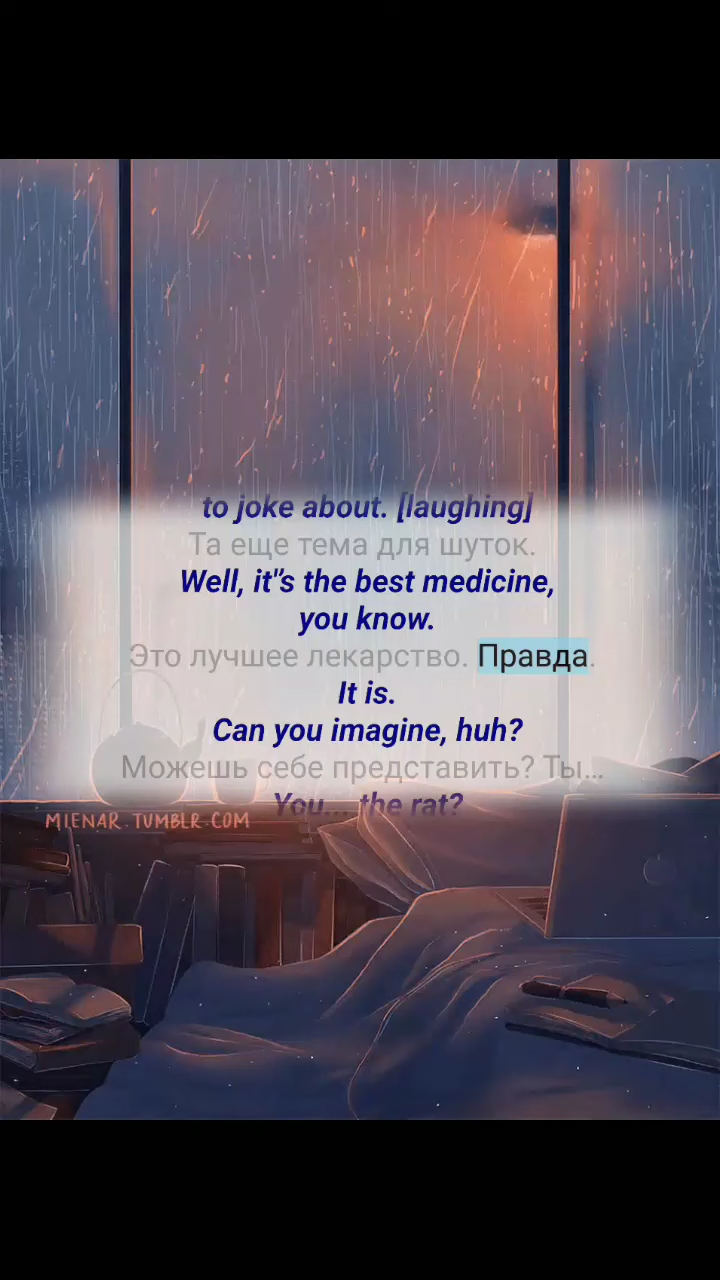 to joke about. [laughing]
Та еще тема для шуток.
Well, it"s the best medicine,
you know.
Это лучшее лекарство. Правда.
It is.
Can you imagine, huh?
Можешь себе представить? Ты...
You... the rat?
MIENAR.TUMBLR.COM